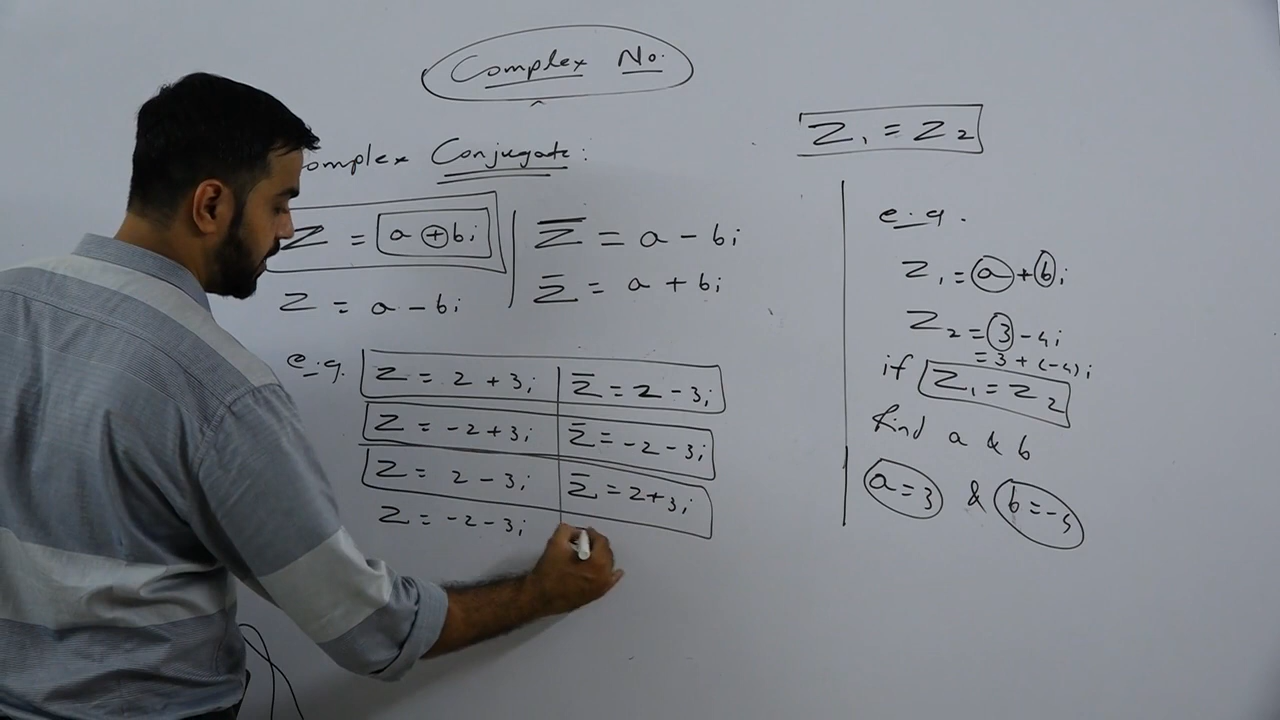 Complex No.
omplex Conjugate:
Z = a + bi
Z̅ = a - bi
Z = a - bi
Z̅ = a + bi
e.g.
Z = 2 + 3i
Z̅ = 2 - 3i
Z = -2 + 3i
Z̅ = -2 - 3i
Z = 2 - 3i
Z̅ = 2 + 3i
Z = -2 - 3i
Z₁ = Z₂
e.g.
Z₁ = a + bi
Z₂ = 3 - 4i
= 3 + (-4)i
if Z₁ = Z₂
find a & b
a = 3 & b = -4